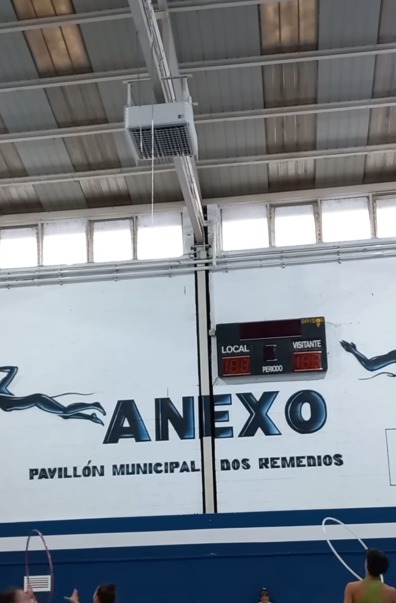 LOCAL
VISITANTE
PERIODO
ANEXO
PAVILLÓN MUNICIPAL DOS REMEDIOS